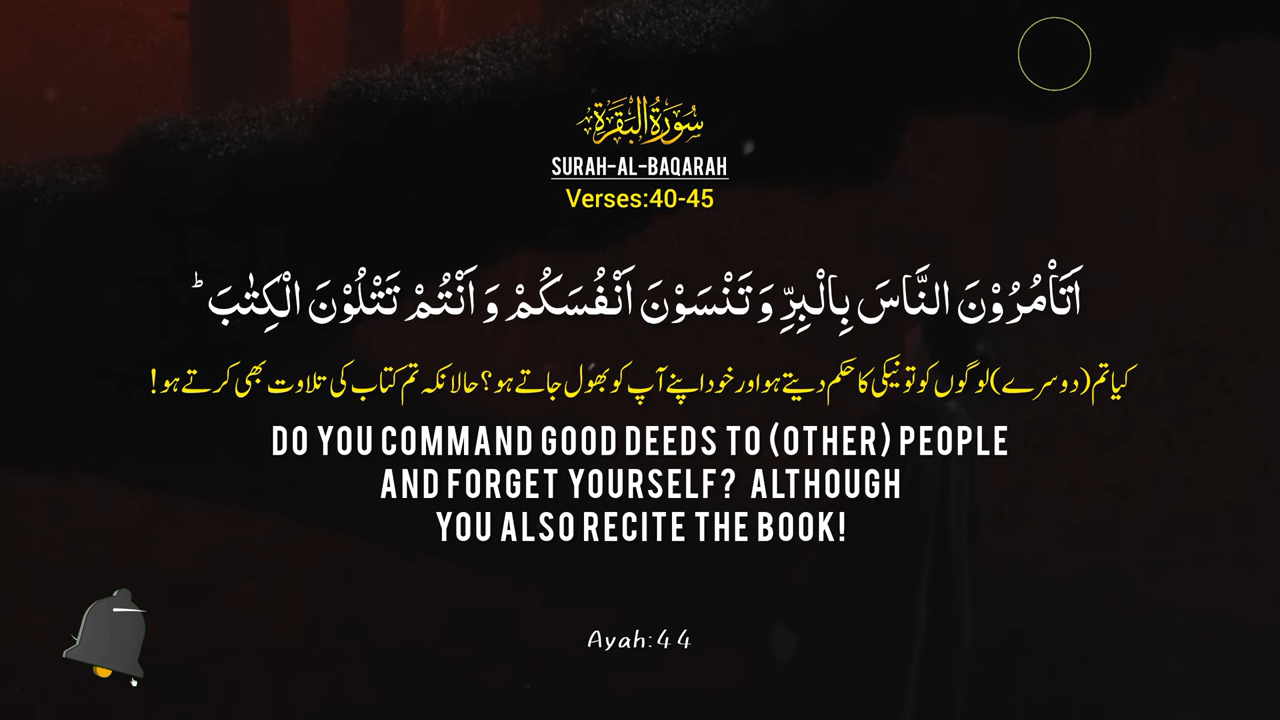 سُوْرَةُ الْبَقَرَة
SURAH-AL-BAQARAH
Verses:40-45
اَتَاْمُرُوْنَ النَّاسَ بِالْبِرِّ وَ تَنْسَوْنَ اَنْفُسَكُمْ وَ اَنْتُمْ تَتْلُوْنَ الْكِتٰبَ ؕ
کیا تم (دوسرے) لوگوں کو تو نیکی کا حکم دیتے ہو اور خود اپنے آپ کو بھول جاتے ہو؟ حالانکہ تم کتاب کی تلاوت بھی کرتے ہو!
DO YOU COMMAND GOOD DEEDS TO (OTHER) PEOPLE
AND FORGET YOURSELF? ALTHOUGH
YOU ALSO RECITE THE BOOK!
Ayah:44